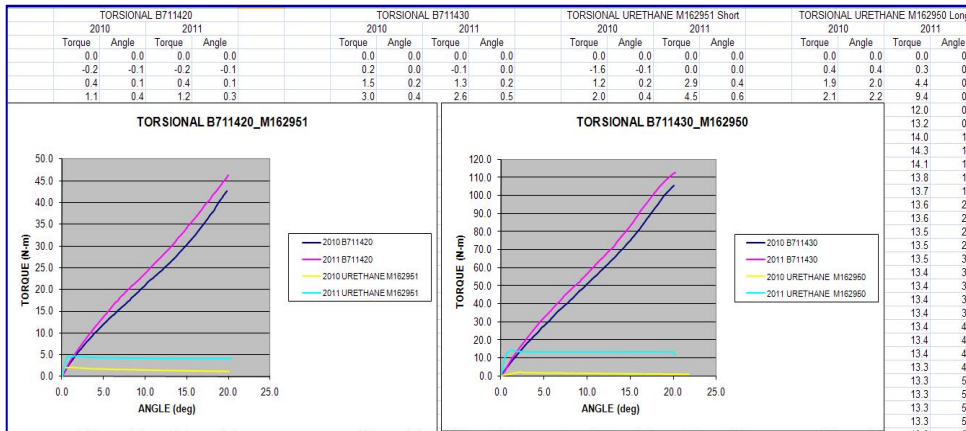 TORSIONAL B711420 TORSIONAL B711430 TORSIONAL URETHANE M162951 Short TORSIONAL URETHANE M162950 Long
2010 2011 2010 2011 2010 2011 2010 2011
Torque Angle Torque Angle Torque Angle Torque Angle Torque Angle Torque Angle Torque Angle Torque Angle
0.0 0.0 0.0 0.0 0.0 0.0 0.0 0.0 0.0 0.0 0.0 0.0 0.0 0.0 0.0
-0.2 -0.1 -0.2 -0.1 0.2 0.0 -0.1 0.0 -1.6 -0.1 0.0 0.0 0.4 0.4 0.3
0.4 0.1 0.4 0.1 1.5 0.2 1.3 0.2 1.2 0.2 2.9 0.4 1.9 2.0 4.4
1.1 0.4 1.2 0.3 3.0 0.4 2.6 0.5 2.0 0.4 4.5 0.6 2.1 2.2 9.4
12.0
13.2
14.0
14.3
14.1
13.8
13.7
13.6
13.6
13.5
13.5
13.5
13.4
13.4
13.4
13.4
13.4
13.4
13.4
13.3
13.3
13.3
13.3
TORSIONAL B711420_M162951
TORQUE (N-m)
50.0
45.0
40.0
35.0
30.0
25.0
20.0
15.0
10.0
5.0
0.0
0.0 5.0 10.0 15.0 20.0 25.0
ANGLE (deg)
2010 B711420
2011 B711420
2010 URETHANE M162951
2011 URETHANE M162951
TORSIONAL B711430_M162950
TORQUE (N-m)
120.0
110.0
100.0
90.0
80.0
70.0
60.0
50.0
40.0
30.0
20.0
10.0
0.0
0.0 5.0 10.0 15.0 20.0 25.0
ANGLE (deg)
2010 B711430
2011 B711430
2010 URETHANE M162950
2011 URETHANE M162950